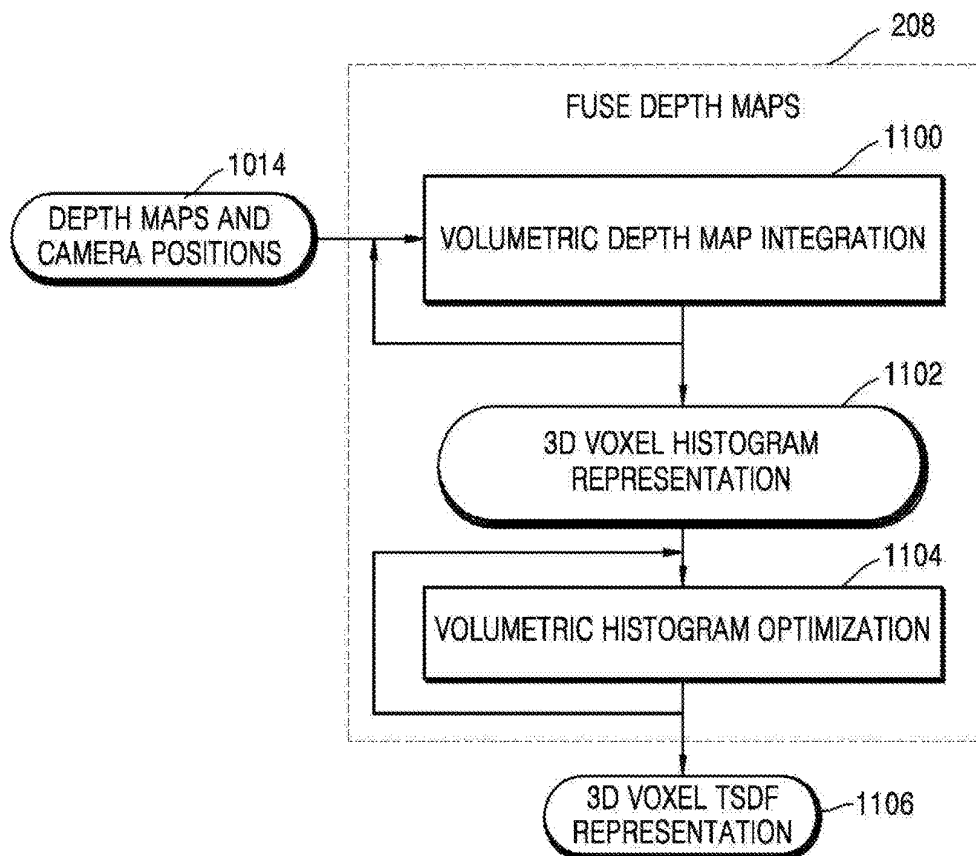 208
FUSE DEPTH MAPS
1100
1014
DEPTH MAPS AND
CAMERA POSITIONS
VOLUMETRIC DEPTH MAP INTEGRATION
1102
3D VOXEL HISTOGRAM
REPRESENTATION
1104
VOLUMETRIC HISTOGRAM OPTIMIZATION
3D VOXEL TSDF
REPRESENTATION
1106